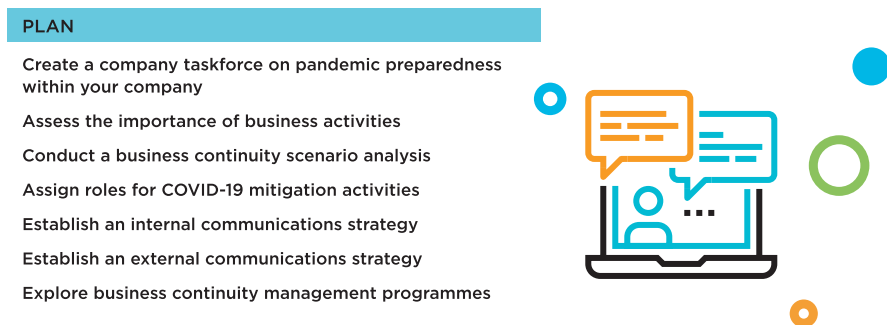 PLAN
Create a company taskforce on pandemic preparedness
within your company
Assess the importance of business activities
Conduct a business continuity scenario analysis
Assign roles for COVID-19 mitigation activities
Establish an internal communications strategy
Establish an external communications strategy
Explore business continuity management programmes